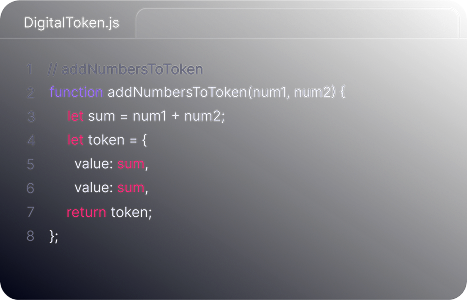 DigitalToken.js
1 // addNumbersToToken
2 function addNumbersToToken(num1, num2) {
3 let sum = num1 + num2;
4 let token = {
5 value: sum,
6 value: sum,
7 return token;
8 };